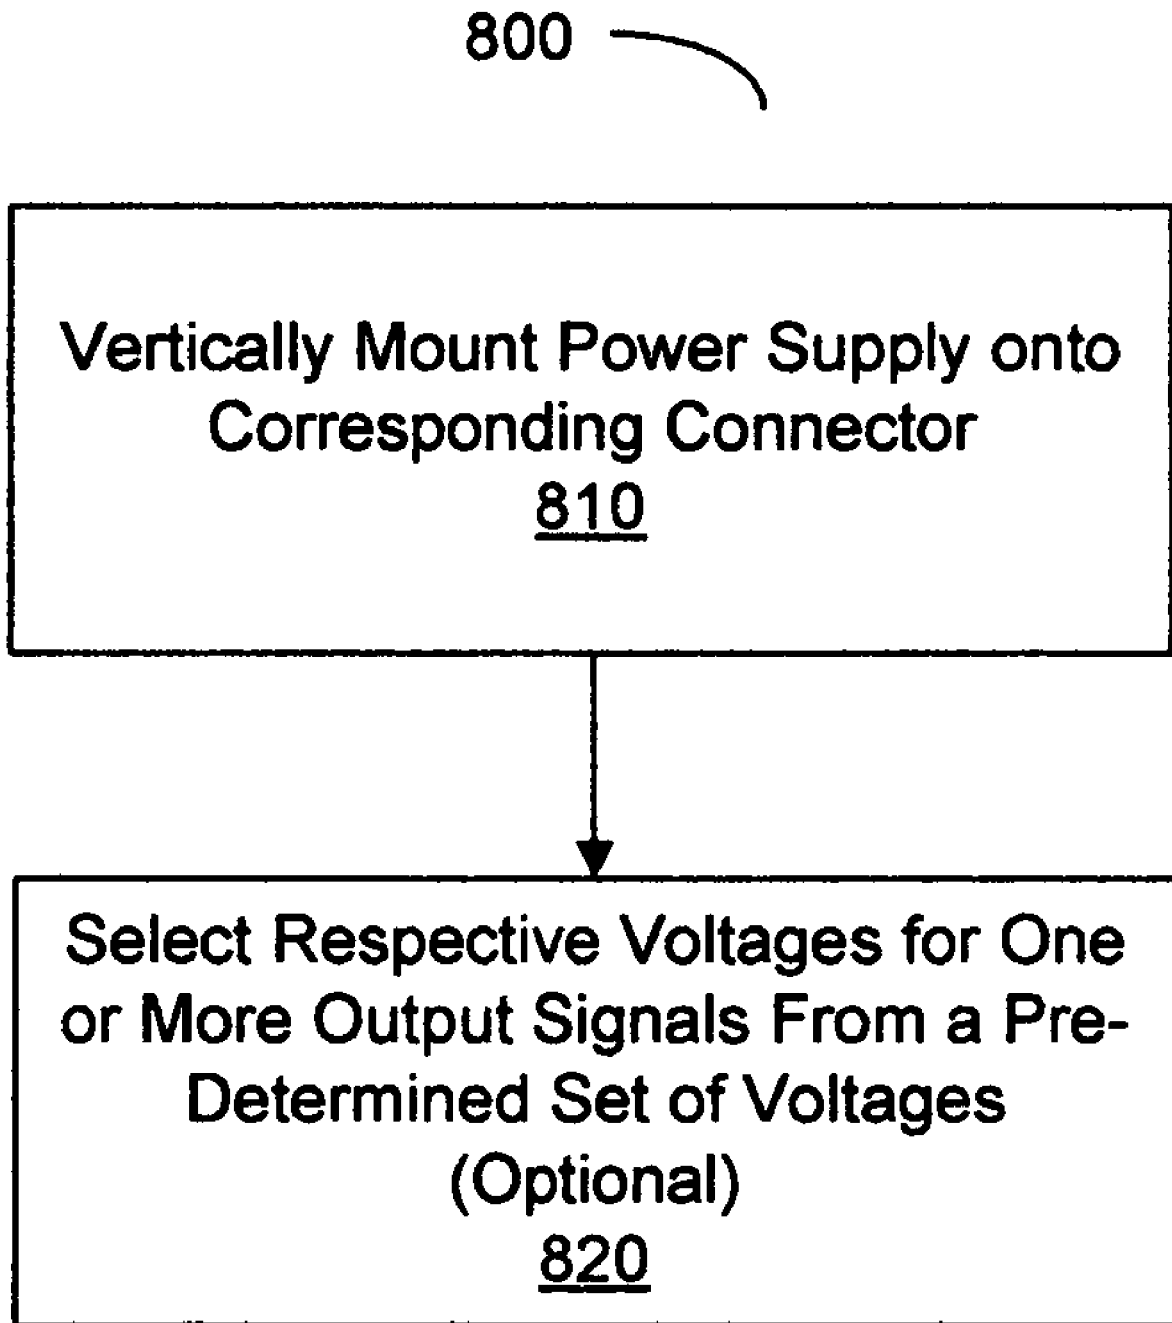 800
Vertically Mount Power Supply onto
Corresponding Connector
810
Select Respective Voltages for One
or More Output Signals From a Pre-
Determined Set of Voltages
(Optional)
820